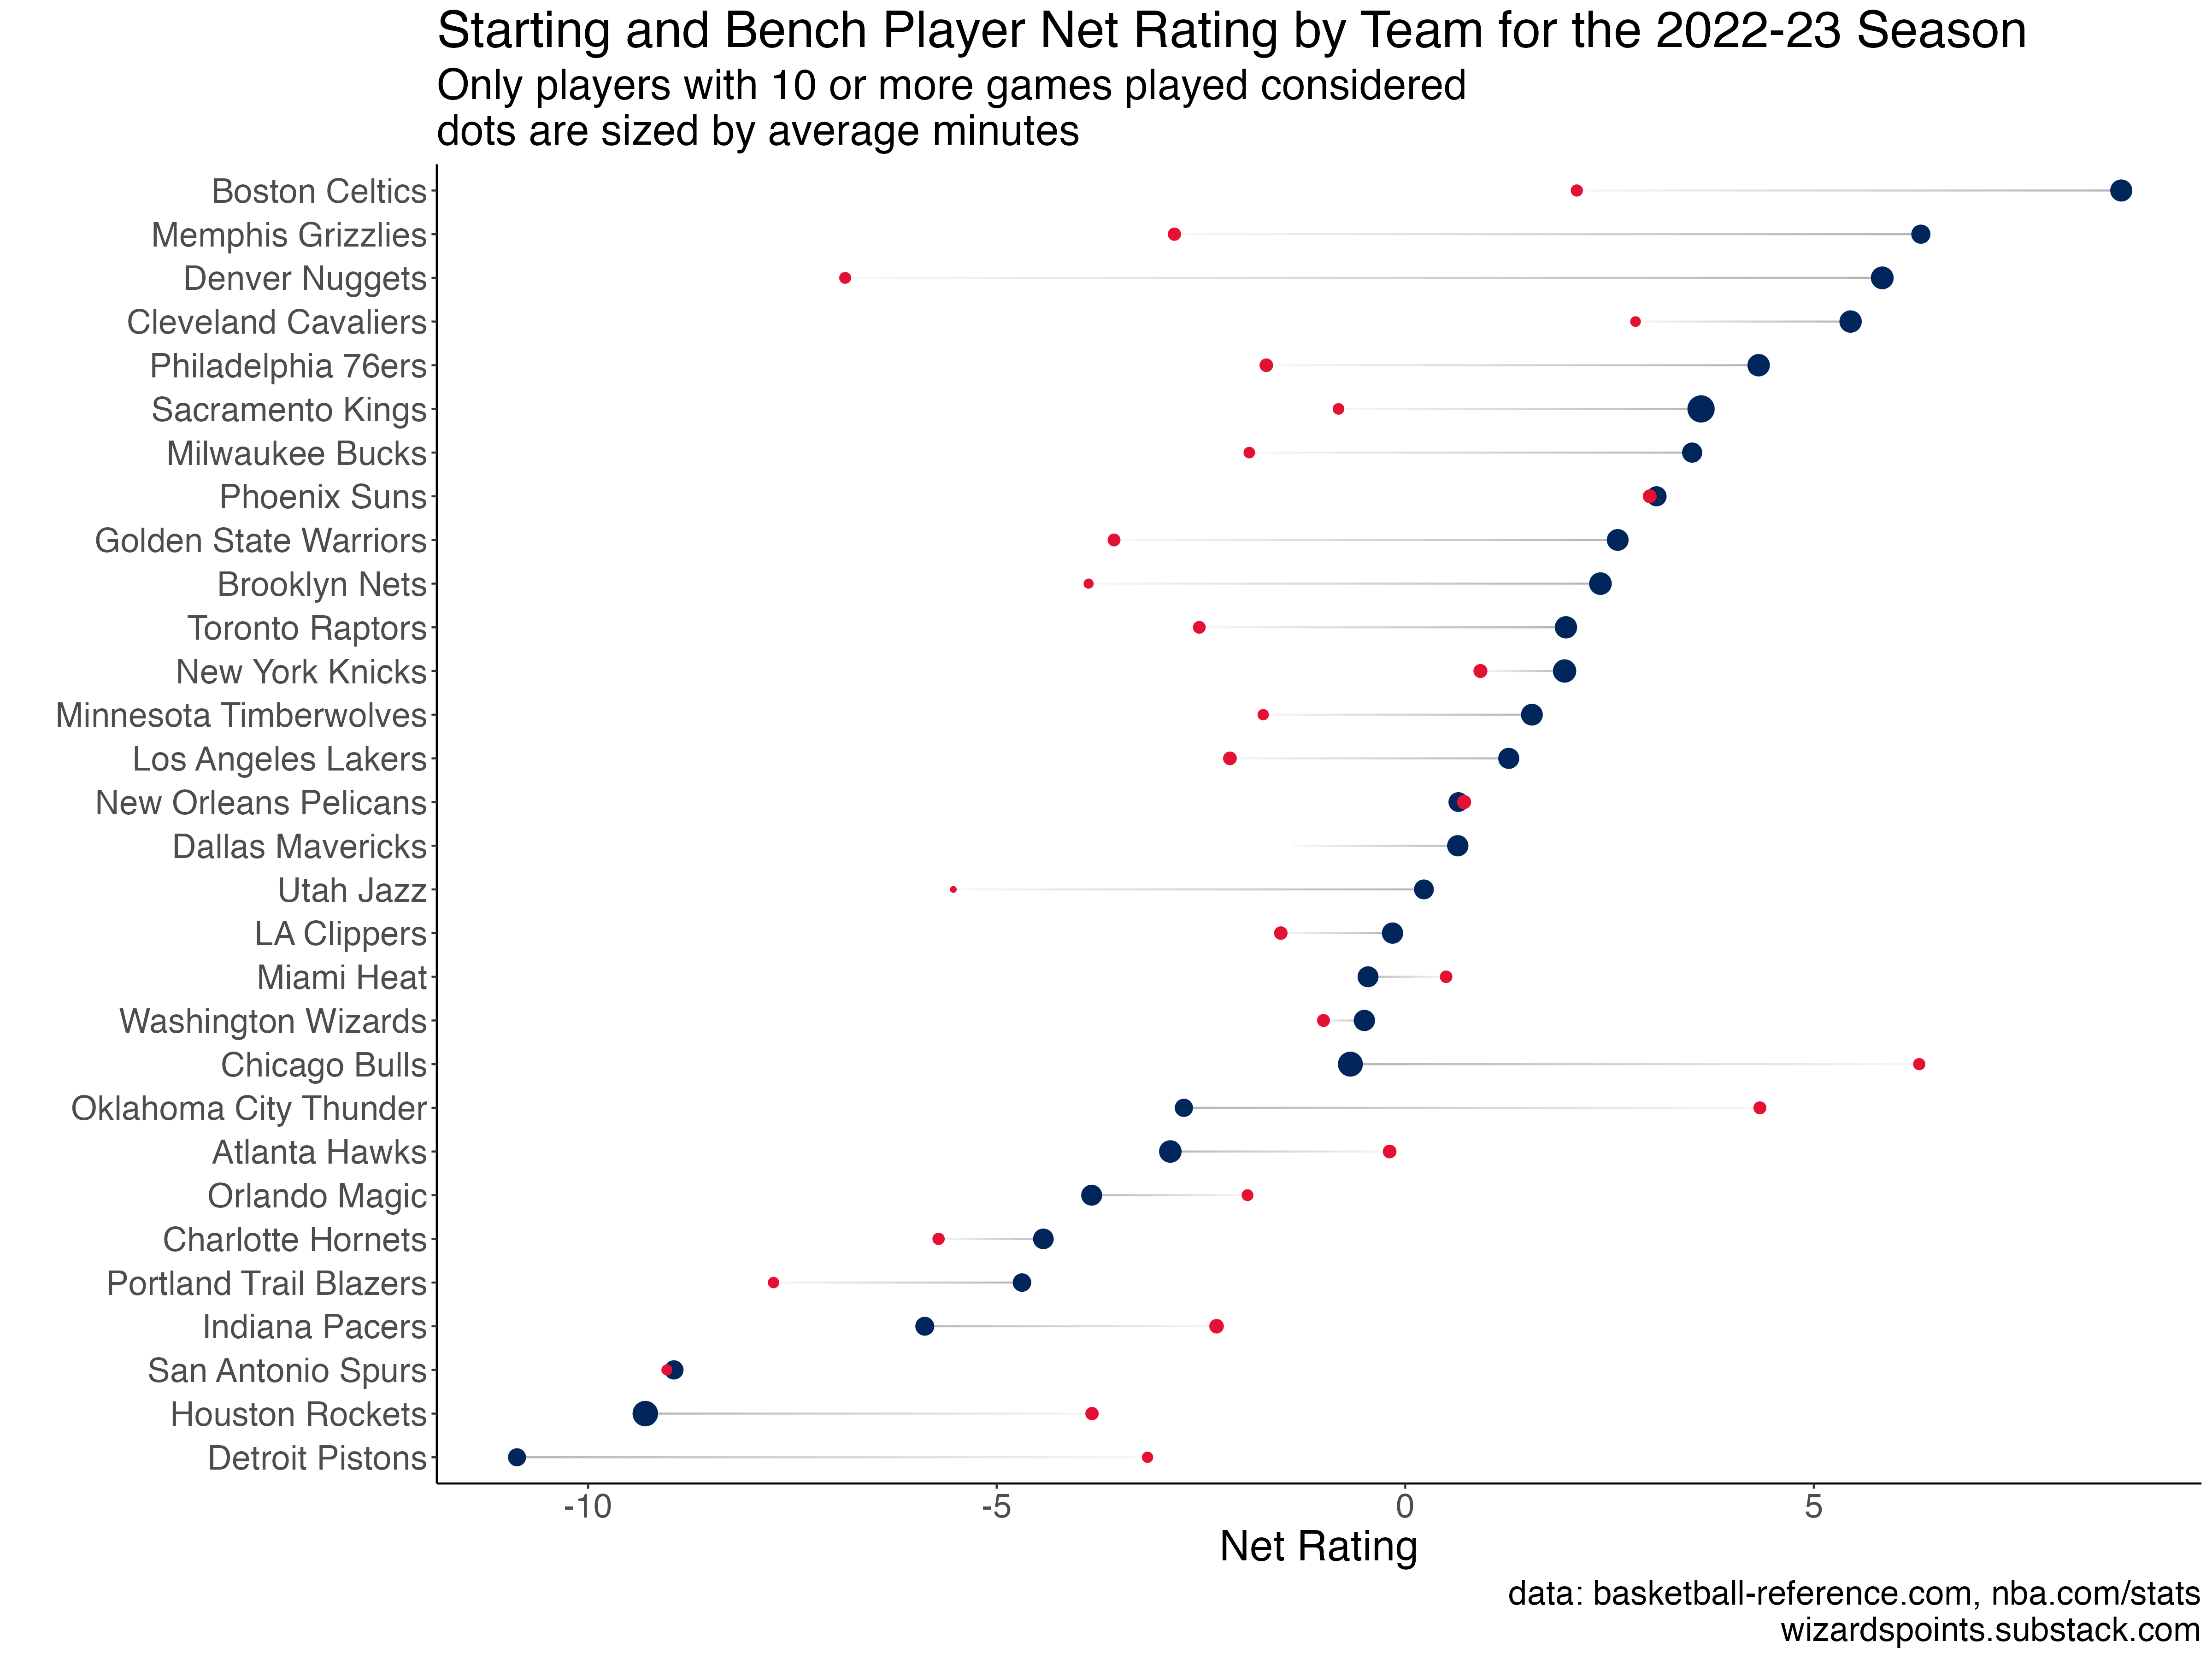 Starting and Bench Player Net Rating by Team for the 2022-23 Season
Only players with 10 or more games played considered
dots are sized by average minutes
Boston Celtics
Memphis Grizzlies
Denver Nuggets
Cleveland Cavaliers
Philadelphia 76ers
Sacramento Kings
Milwaukee Bucks
Phoenix Suns
Golden State Warriors
Brooklyn Nets
Toronto Raptors
New York Knicks
Minnesota Timberwolves
Los Angeles Lakers
New Orleans Pelicans
Dallas Mavericks
Utah Jazz
LA Clippers
Miami Heat
Washington Wizards
Chicago Bulls
Oklahoma City Thunder
Atlanta Hawks
Orlando Magic
Charlotte Hornets
Portland Trail Blazers
Indiana Pacers
San Antonio Spurs
Houston Rockets
Detroit Pistons
-10 -5 0 5
Net Rating
data: basketball-reference.com, nba.com/stats
wizardspoints.substack.com